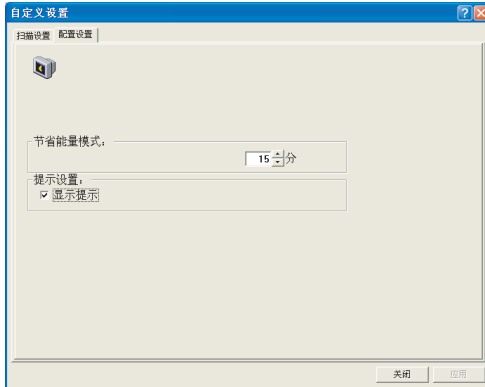 自定义设置
扫描设置 配置设置
节省能量模式:
15 分
提示设置:
显示提示
关闭 应用